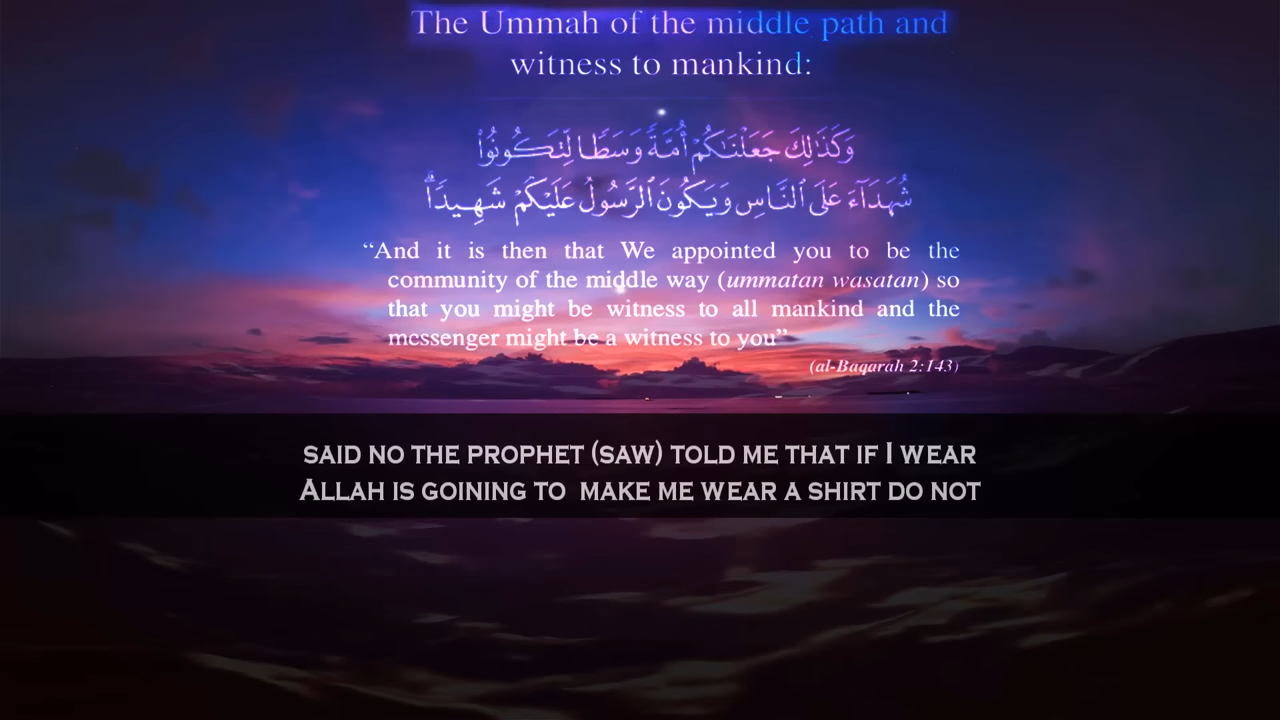 The Ummah of the middle path and
witness to mankind:
وَكَذَٰلِكَ جَعَلْنَـٰكُمْ أُمَّةً وَسَطًا لِّتَكُونُوا۟
شُهَدَآءَ عَلَى ٱلنَّاسِ وَيَكُونَ ٱلرَّسُولُ عَلَيْكُمْ شَهِيدًاۗ
“And it is then that We appointed you to be the
community of the middle way (ummatan wasatan) so
that you might be witness to all mankind and the
messenger might be a witness to you”
(al-Baqarah 2:143)
SAID NO THE PROPHET (SAW) TOLD ME THAT IF I WEAR
ALLAH IS GOINING TO  MAKE ME WEAR A SHIRT DO NOT